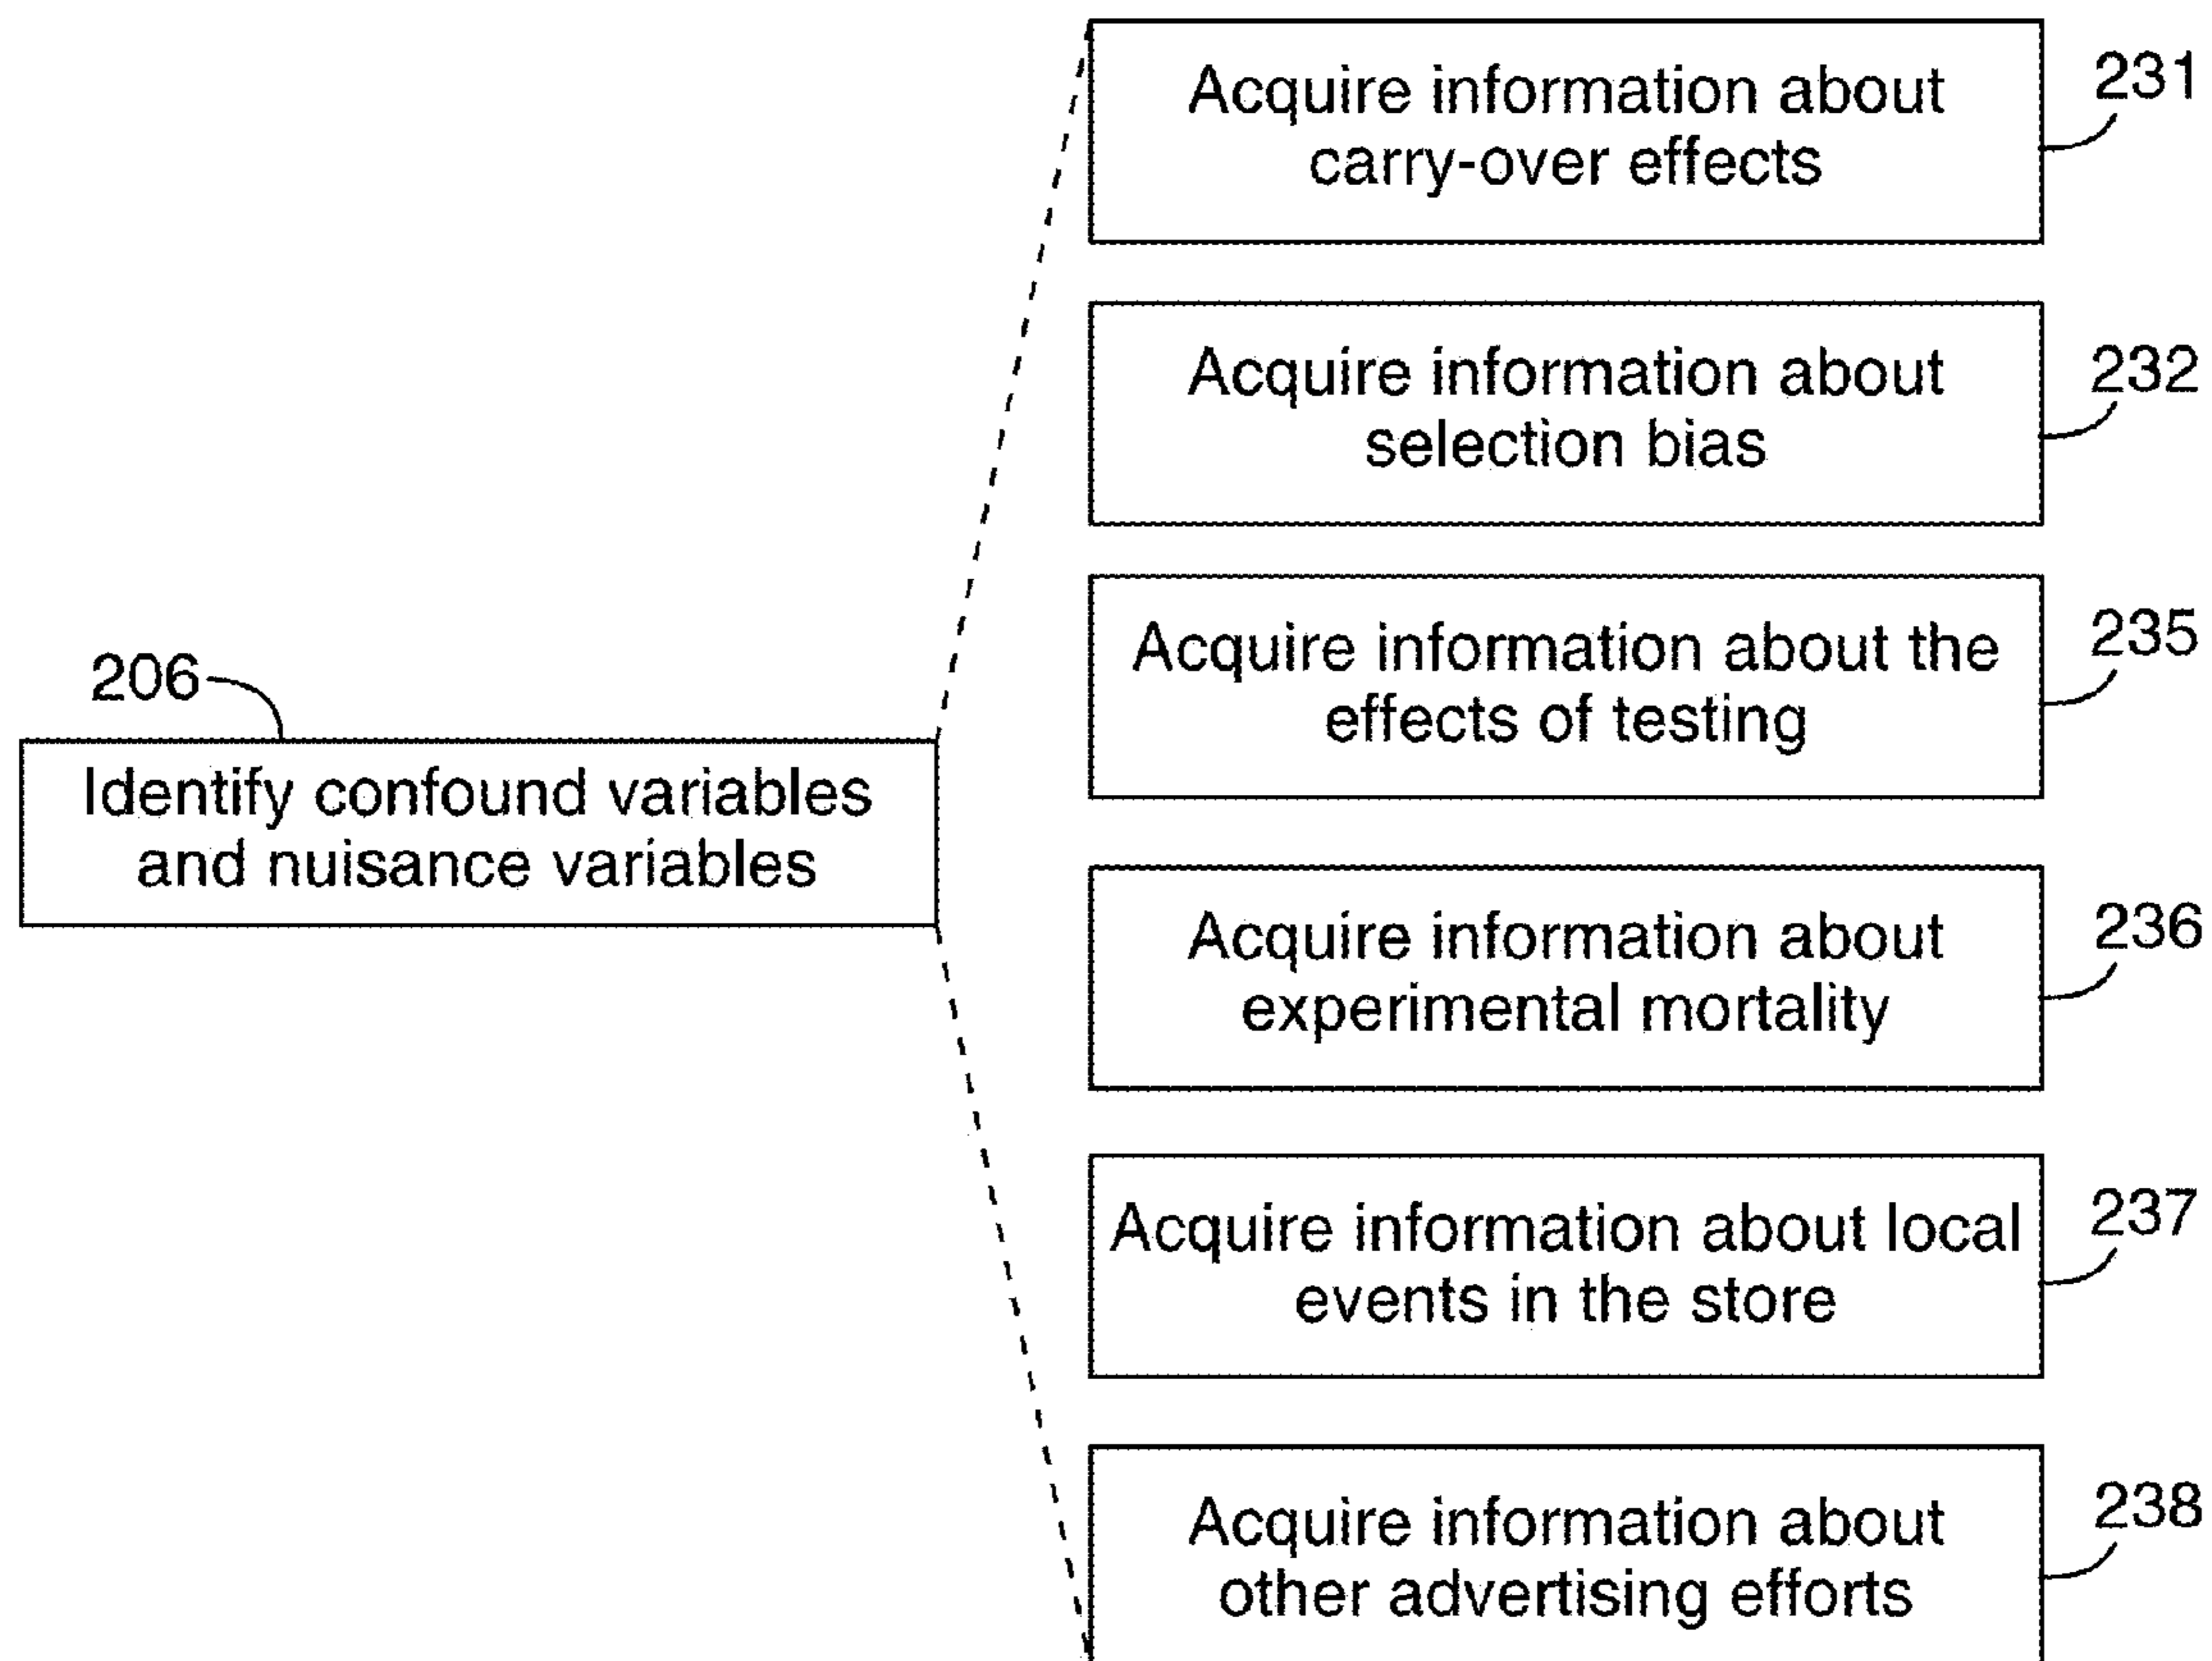 Acquire information about
carry-over effects
231
Acquire information about
selection bias
232
Acquire information about the
effects of testing
235
206
Identify confound variables
and nuisance variables
Acquire information about
experimental mortality
236
Acquire information about local
events in the store
237
Acquire information about
other advertising efforts
238